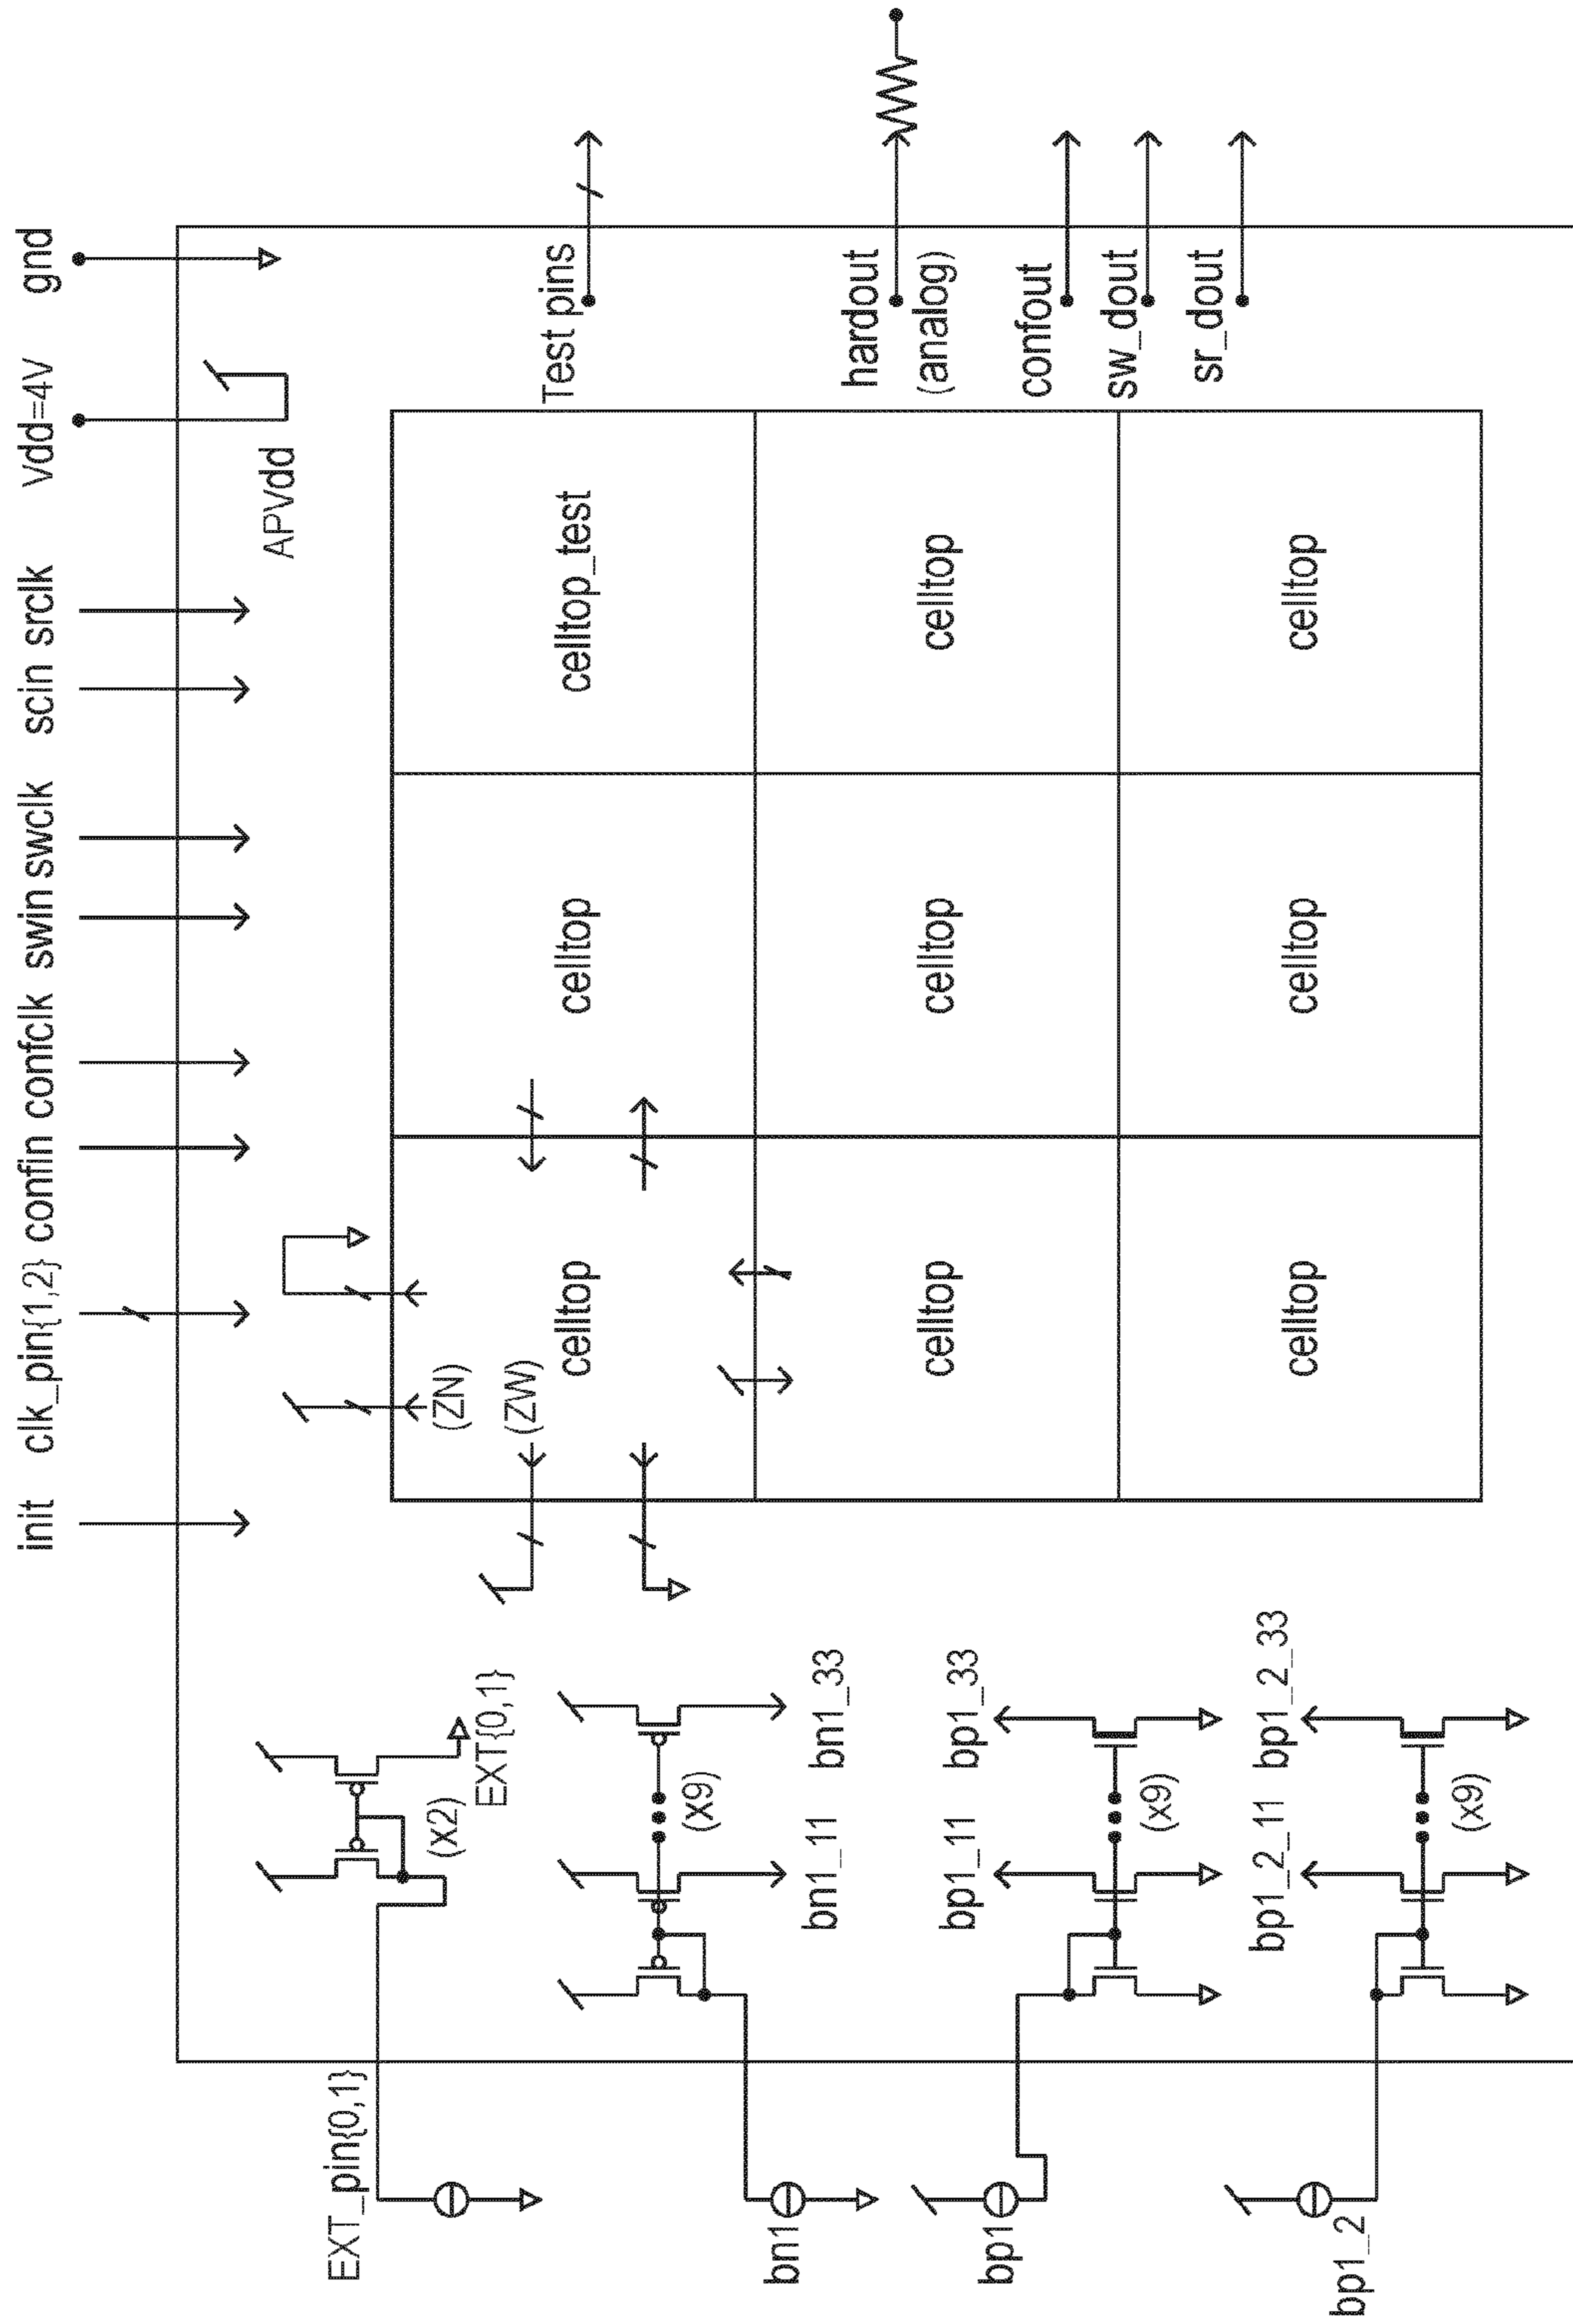 init clk_pin{1,2} confin confclk swin swclk scin srclk Vdd=4V gnd
APVdd
EXT_pin{0,1}
(x2)
EXT{0,1}
(ZN)
(ZW)
celltop
celltop
celltop_test
Test pins
bn1
bn1_11
(x9)
bn1_33
celltop
celltop
celltop
hardout
(analog)
bp1
bp1_11
bp1_33
(x9)
confout
sw_dout
sr_dout
bp1_2
bp1_2_11
bp1_2_33
(x9)
celltop
celltop
celltop